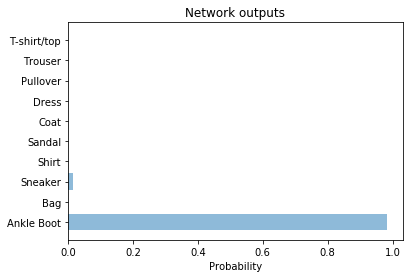 Network outputs
T-shirt/top
Trouser
Pullover
Dress
Coat
Sandal
Shirt
Sneaker
Bag
Ankle Boot
0.0 0.2 0.4 0.6 0.8 1.0
Probability